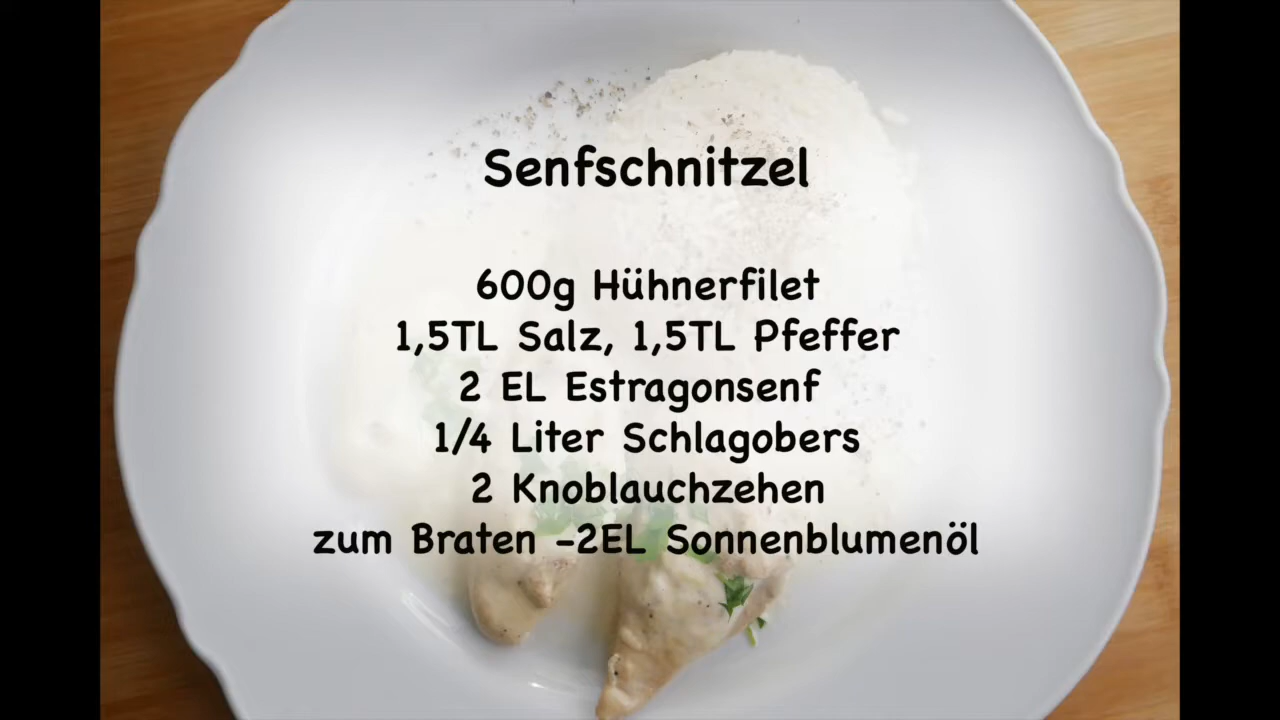 Senfschnitzel
600g Hühnerfilet
1,5TL Salz, 1,5TL Pfeffer
2 EL Estragonsenf
1/4 Liter Schlagobers
2 Knoblauchzehen
zum Braten -2EL Sonnenblumenöl